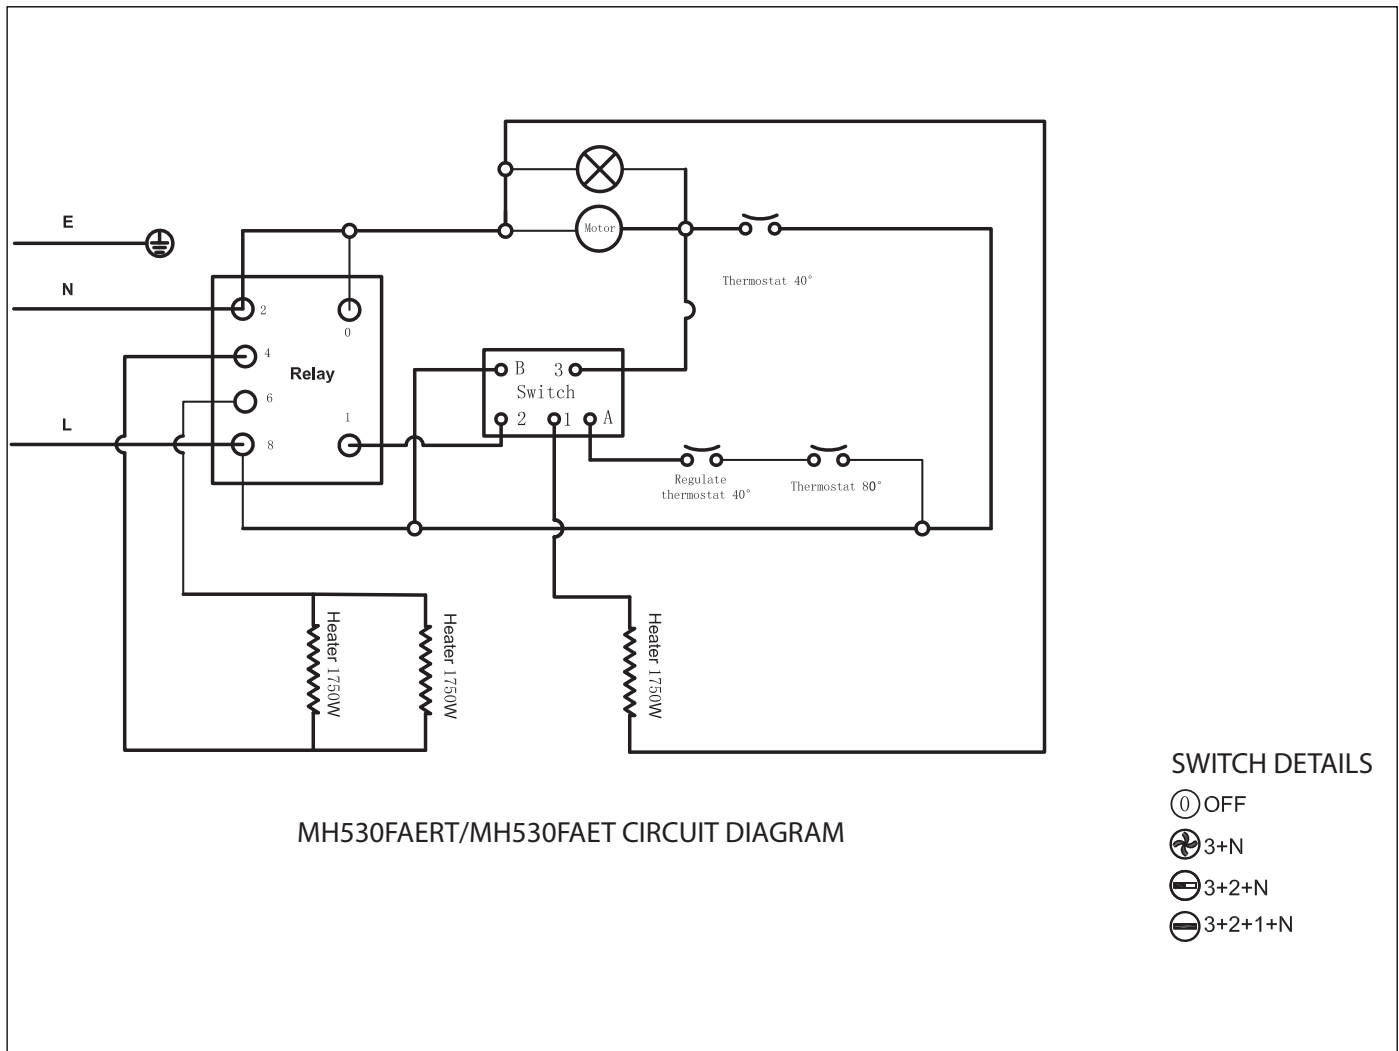 E
N
L
2
0
4
Relay
6
1
8
Motor
Thermostat 40°
B
3
Switch
2
1
A
Regulate
thermostat 40°
Thermostat 80°
Heater 1750W
Heater 1750W
Heater 1750W
MH530FAERT/MH530FAET CIRCUIT DIAGRAM
SWITCH DETAILS
0 OFF
3+N
3+2+N
3+2+1+N